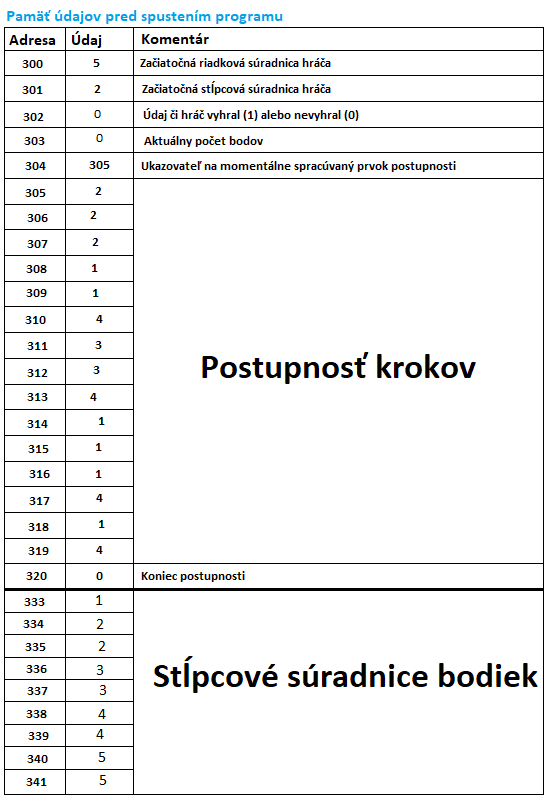 Pamäť údajov pred spustením programu
Adresa Údaj Komentár
300 5 Začiatočná riadková súradnica hráča
301 2 Začiatočná stĺpcová súradnica hráča
302 0 Údaj či hráč vyhral (1) alebo nevyhral (0)
303 0 Aktuálny počet bodov
304 305 Ukazovateľ na momentálne spracúvaný prvok postupnosti
305 2
306 2
307 2
308 1
309 1
310 4
311 3
Postupnosť krokov
312 3
313 4
314 1
315 1
316 1
317 4
318 1
319 4
320 0 Koniec postupnosti
333 1
334 2
335 2
336 3
Stĺpcové súradnice bodiek
337 3
338 4
339 4
340 5
341 5